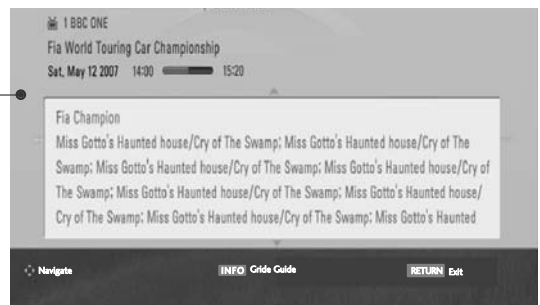 1 BBC ONE
Fia World Touring Car Championship
Sat, May 12 2007 14:00 15:20
Fia Champion
Miss Gotto's Haunted house/Cry of The Swamp; Miss Gotto's Haunted house/Cry of The
Swamp; Miss Gotto's Haunted house/Cry of The Swamp; Miss Gotto's Haunted house/Cry of
The Swamp; Miss Gotto's Haunted house/Cry of The Swamp; Miss Gotto's Haunted house/
Cry of The Swamp; Miss Gotto's Haunted house/Cry of The Swamp; Miss Gotto's Haunted
Navigate INFO Gride Guide RETURN Exit